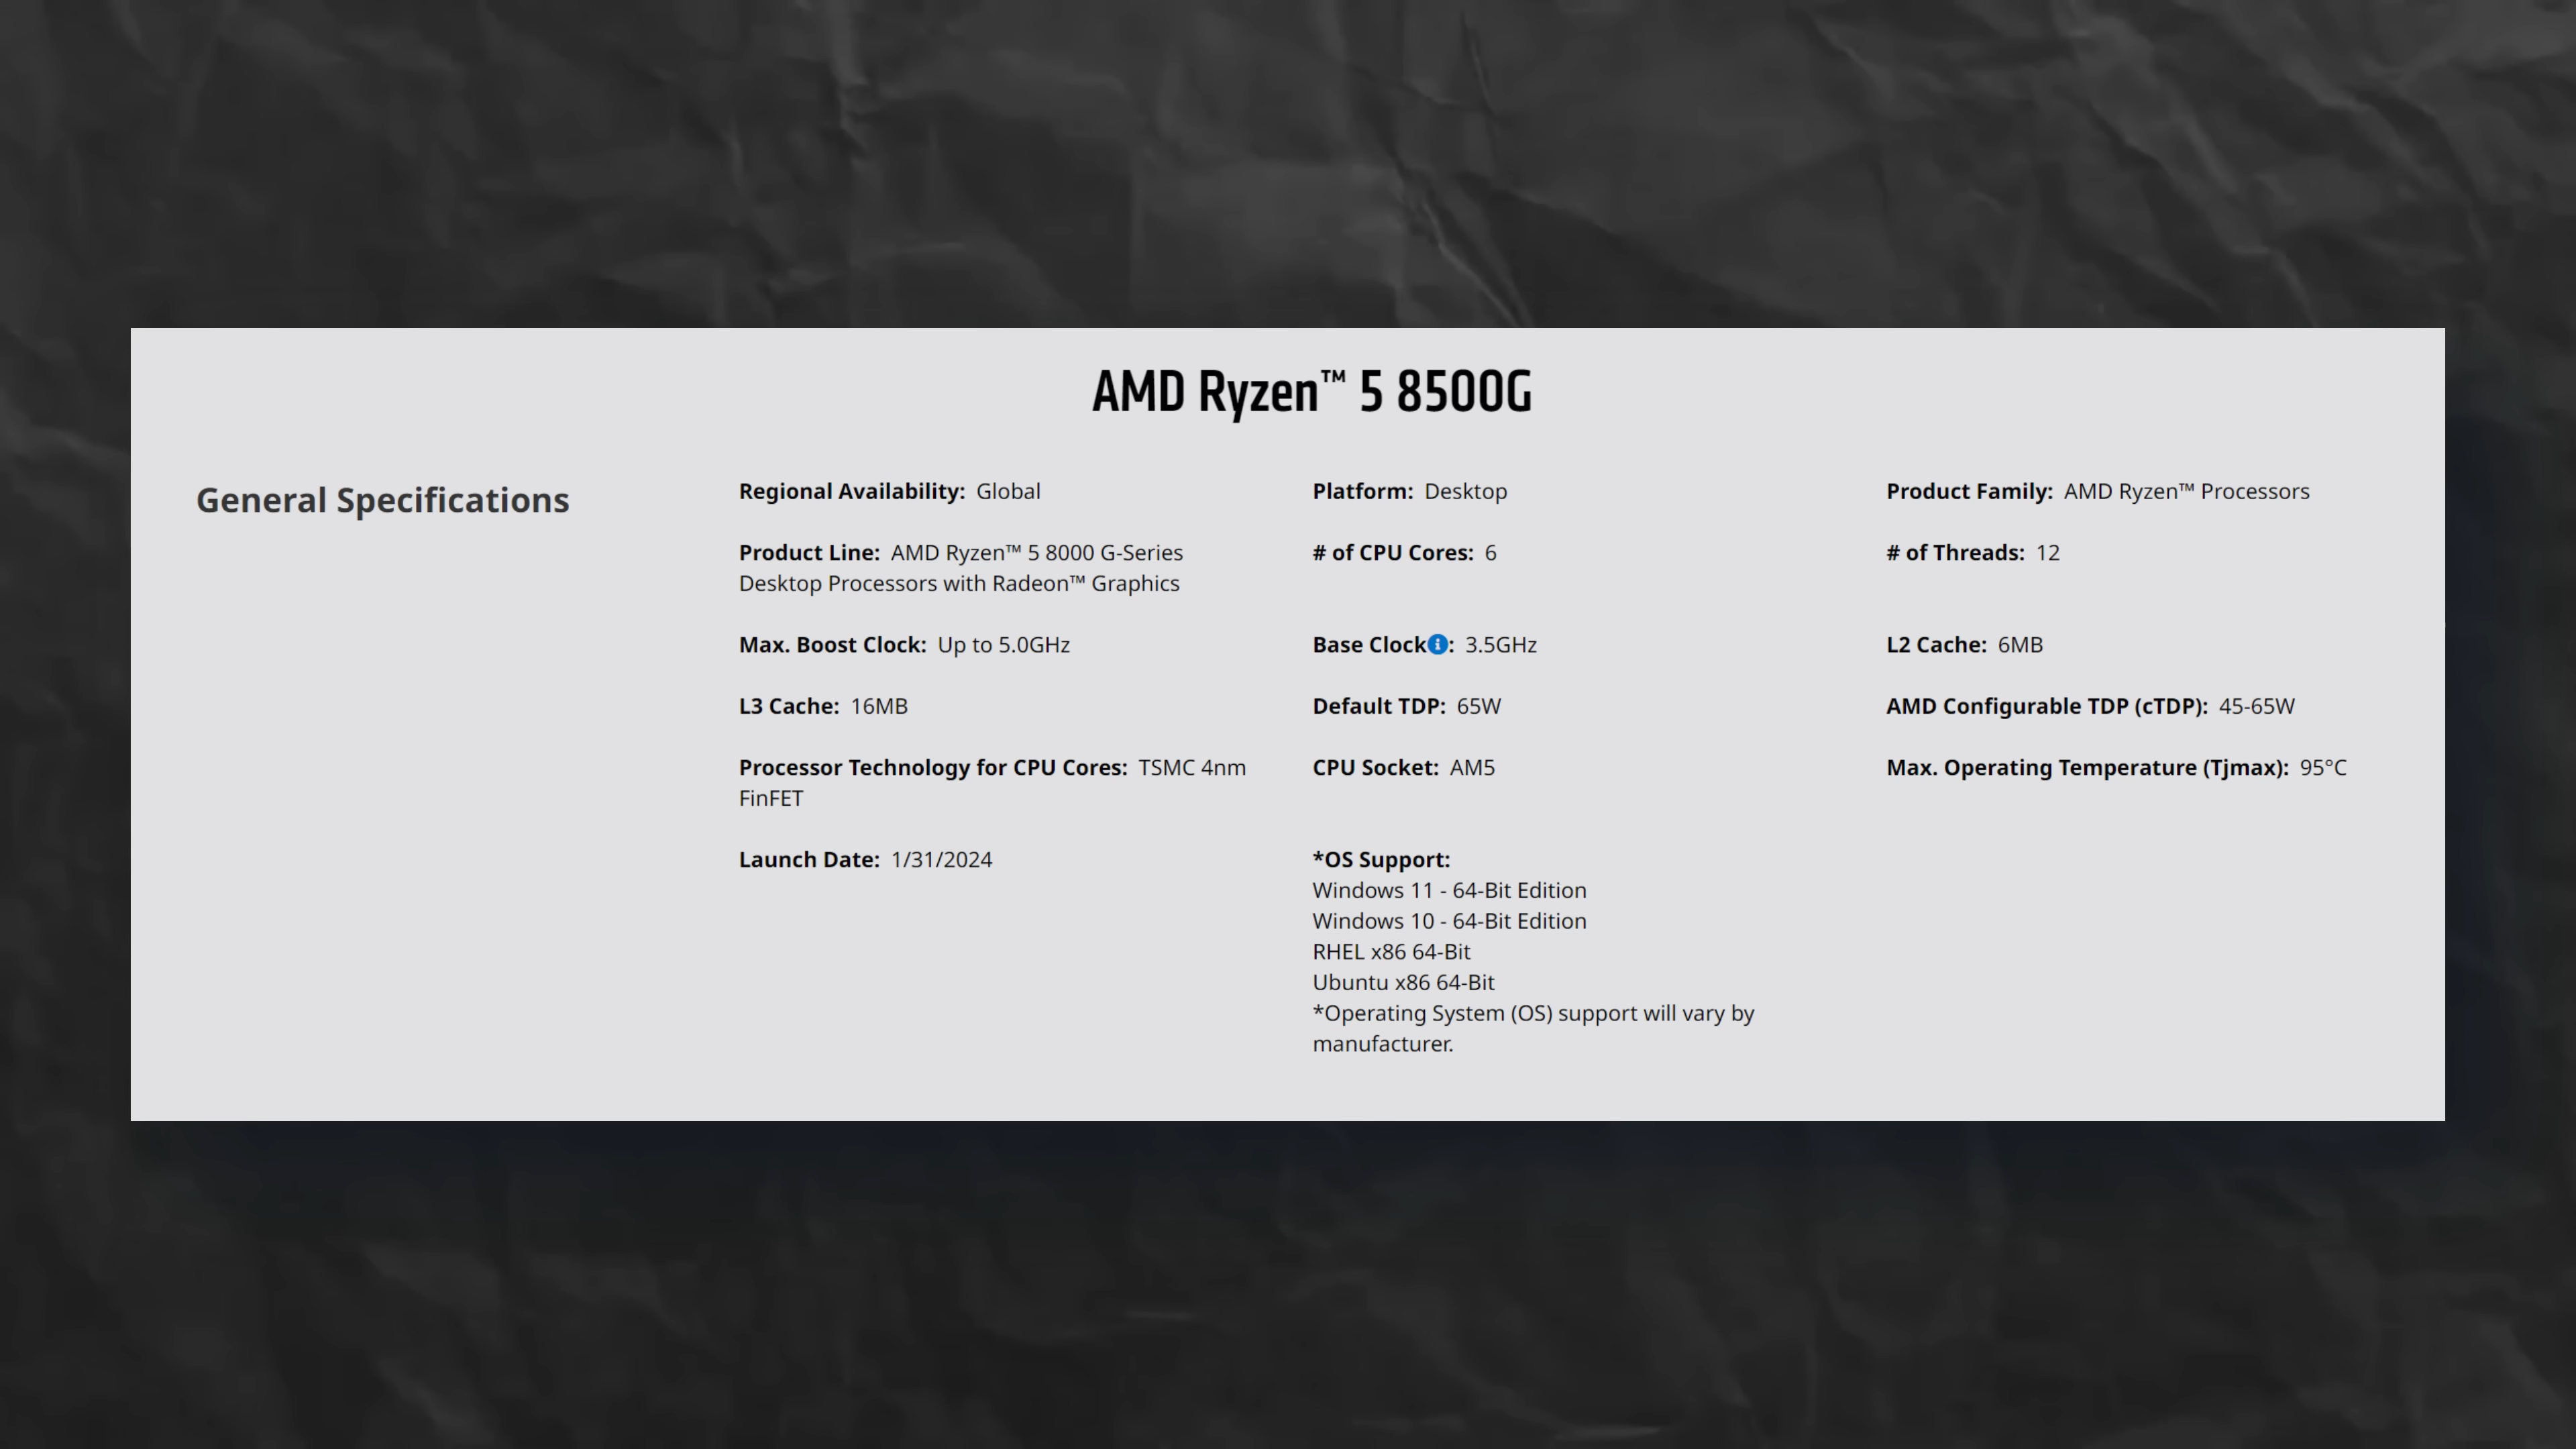 AMD Ryzen™ 5 8500G
General Specifications
Regional Availability: Global
Platform: Desktop
Product Family: AMD Ryzen™ Processors
Product Line: AMD Ryzen™ 5 8000 G-Series
Desktop Processors with Radeon™ Graphics
# of CPU Cores: 6
# of Threads: 12
Max. Boost Clock: Up to 5.0GHz
Base Clock: 3.5GHz
L2 Cache: 6MB
L3 Cache: 16MB
Default TDP: 65W
AMD Configurable TDP (cTDP): 45-65W
Processor Technology for CPU Cores: TSMC 4nm
FinFET
CPU Socket: AM5
Max. Operating Temperature (Tjmax): 95°C
Launch Date: 1/31/2024
*OS Support:
Windows 11 - 64-Bit Edition
Windows 10 - 64-Bit Edition
RHEL x86 64-Bit
Ubuntu x86 64-Bit
*Operating System (OS) support will vary by
manufacturer.